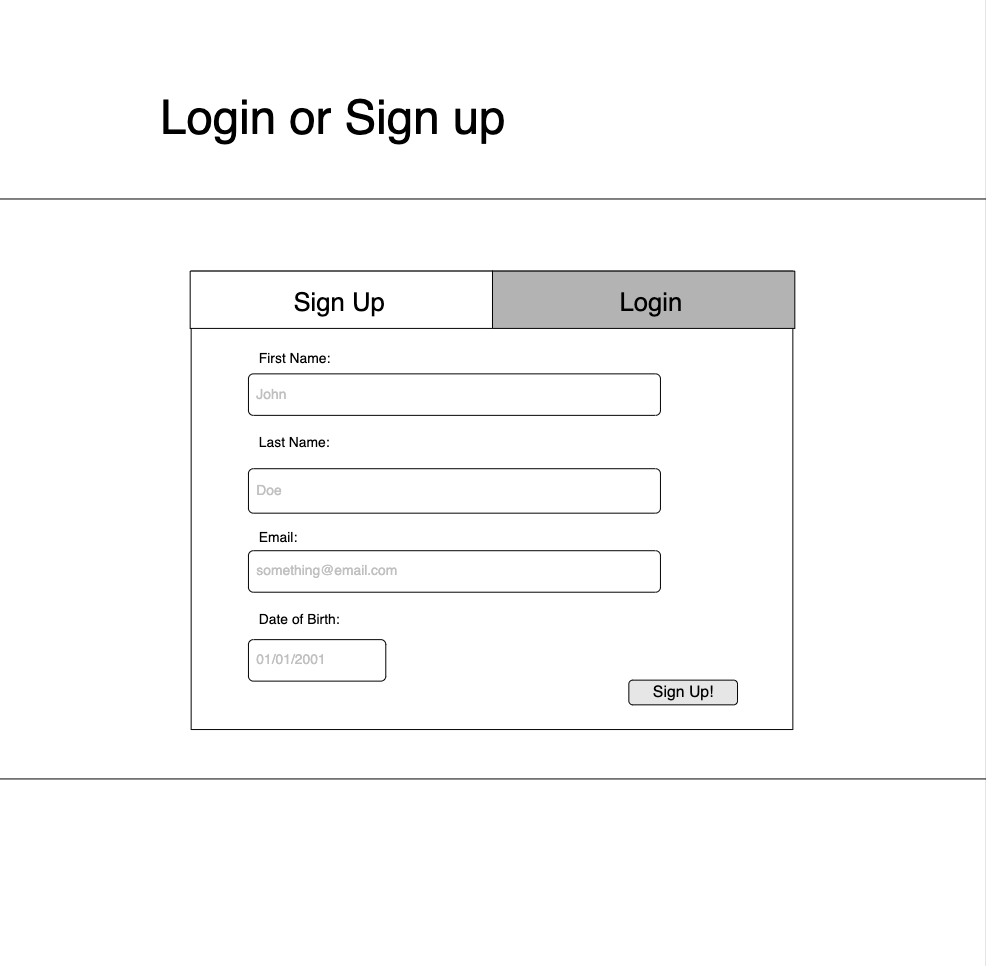 Login or Sign up
Sign Up
Login
First Name:
John
Last Name:
Doe
Email:
something@email.com
Date of Birth:
01/01/2001
Sign Up!